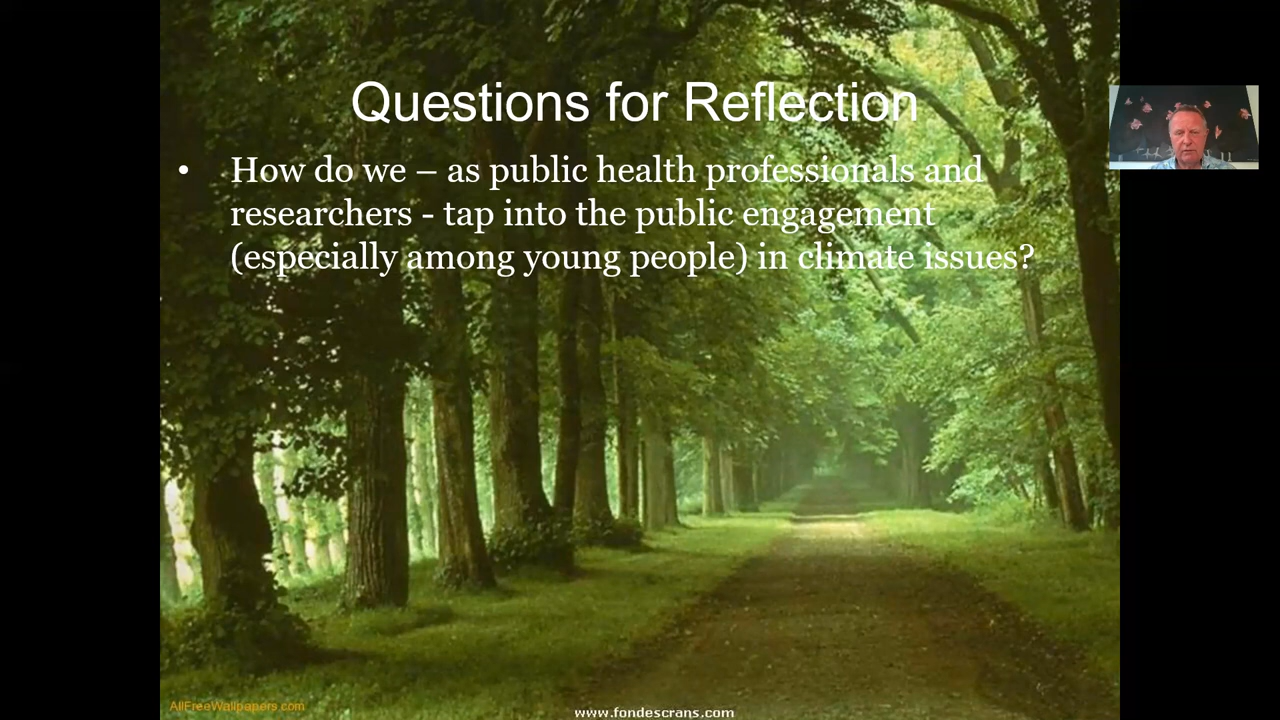 Questions for Reflection
• How do we – as public health professionals and
researchers - tap into the public engagement
(especially among young people) in climate issues?
AllFreeWallpapers.com
www.fondescrans.com